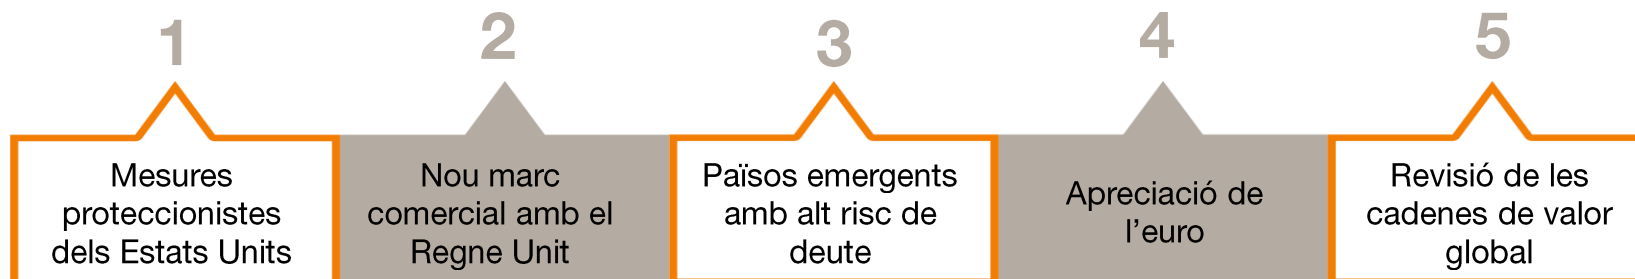 1
Mesures
proteccionistes
dels Estats Units
2
Nou marc
comercial amb el
Regne Unit
3
Països emergents
amb alt risc de
deute
4
Apreciació de
l’euro
5
Revisió de les
cadenes de valor
global